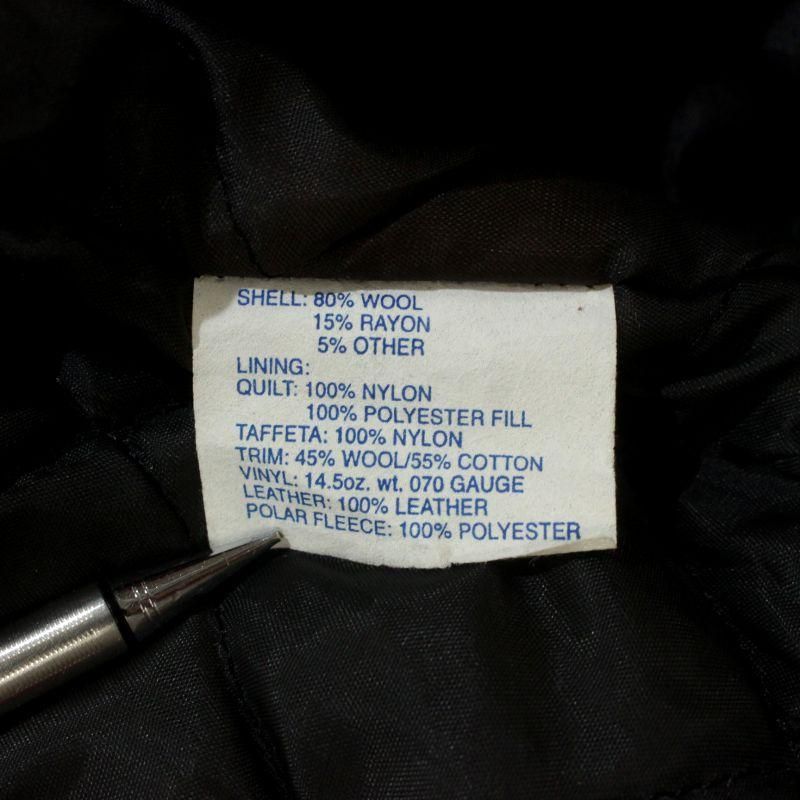 SHELL: 80% WOOL
15% RAYON
5% OTHER
LINING:
QUILT: 100% NYLON
100% POLYESTER FILL
TAFFETA: 100% NYLON
TRIM: 45% WOOL/55% COTTON
VINYL: 14.5oz. wt. 070 GAUGE
LEATHER: 100% LEATHER
POLAR FLEECE: 100% POLYESTER